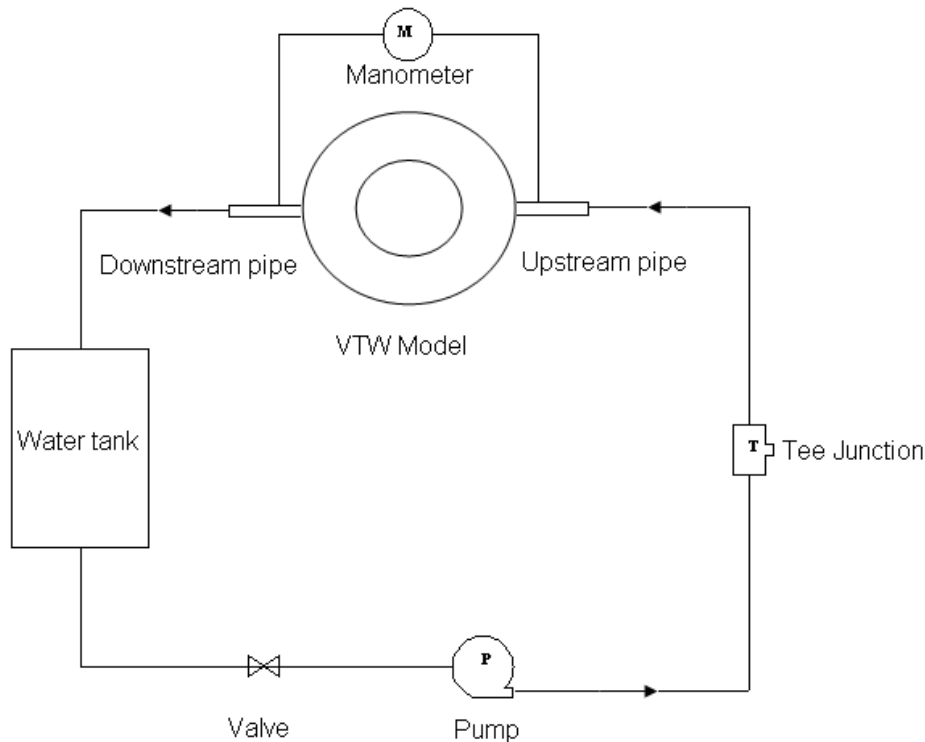 M
Manometer
Downstream pipe
Upstream pipe
VTW Model
Water tank
T
Tee Junction
P
Valve
Pump